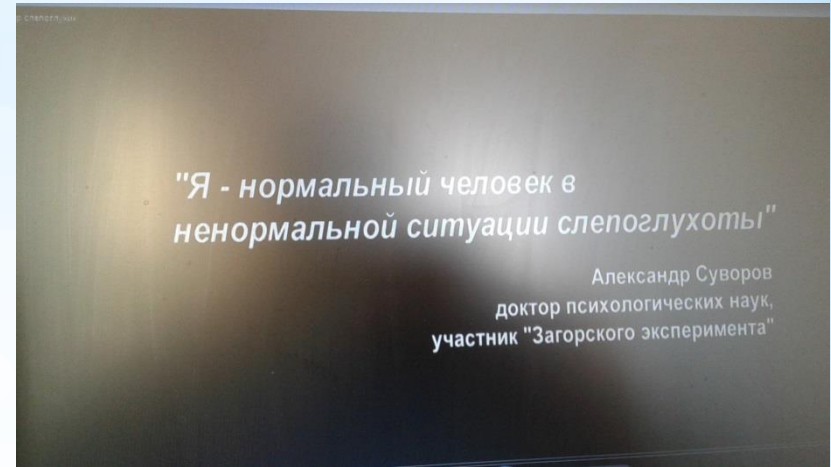 "Я - нормальный человек в
ненормальной ситуации слепоглухоты"
Александр Суворов
доктор психологических наук,
участник "Загорского эксперимента"